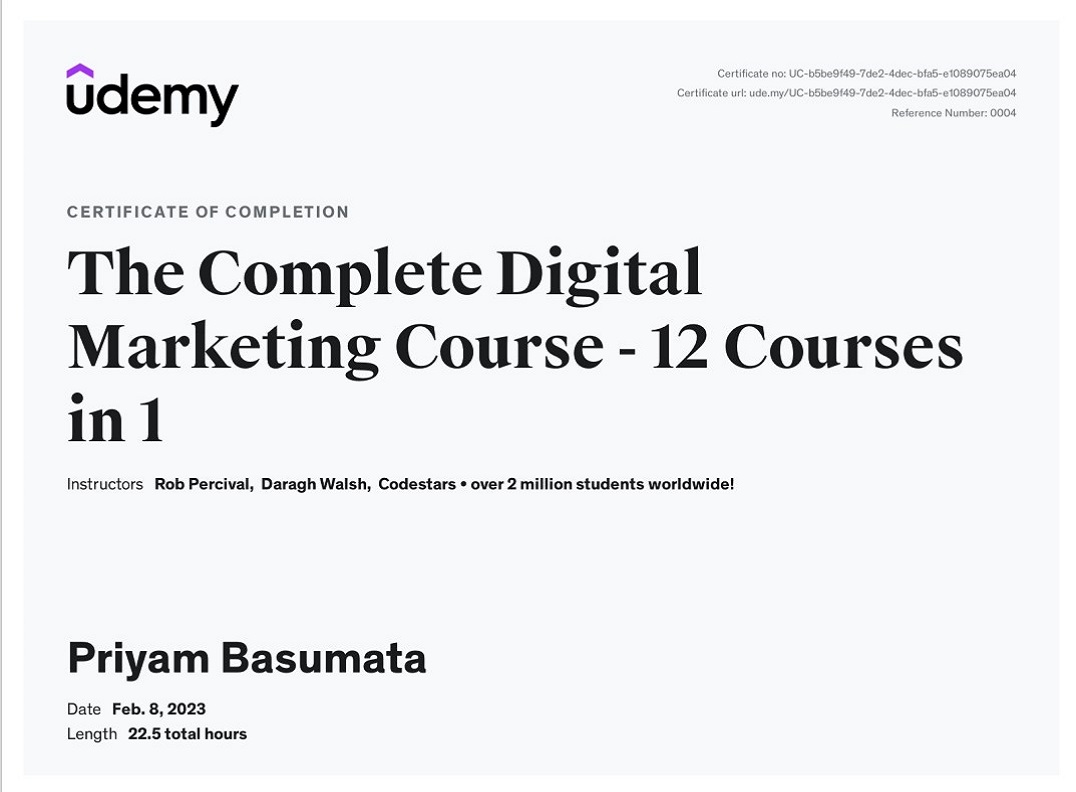 udemy
Certificate no: UC-b5be9f49-7de2-4dec-bfa5-e1089075ea04
Certificate url: ude.my/UC-b5be9f49-7de2-4dec-bfa5-e1089075ea04
Reference Number: 0004
CERTIFICATE OF COMPLETION
The Complete Digital
Marketing Course - 12 Courses
in 1
Instructors Rob Percival, Daragh Walsh, Codestars • over 2 million students worldwide!
Priyam Basumata
Date Feb. 8, 2023
Length 22.5 total hours